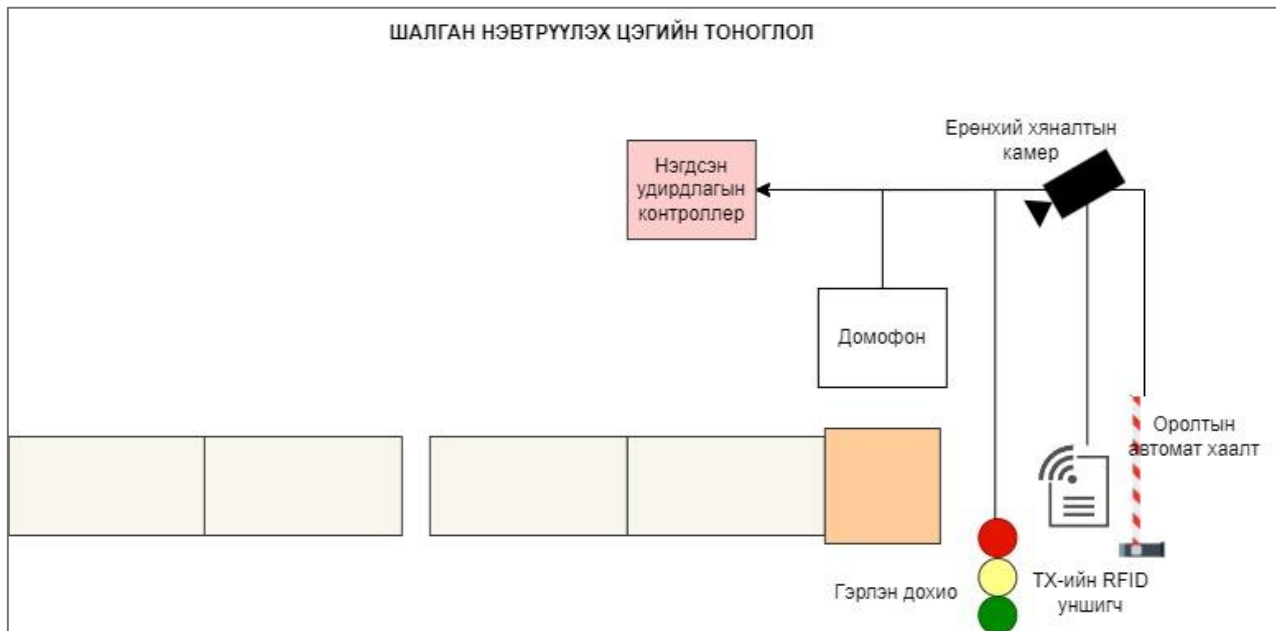 ШАЛГАН НЭВТРҮҮЛЭХ ЦЭГИЙН ТОНОГЛОЛ
Ерөнхий хяналтын
камер
Нэгдсэн
удирдлагын
контроллер
Домофон
Оролтын
автомат хаалт
Гэрлэн дохио
ТХ-ийн RFID
уншигч